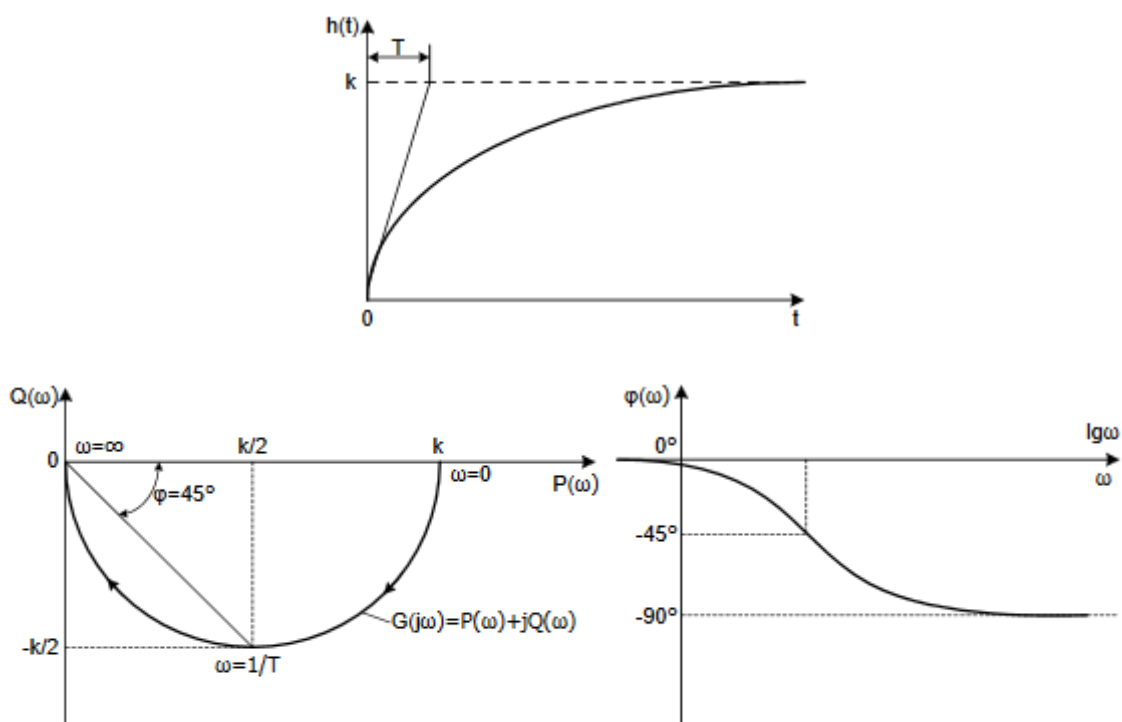 h(t)
T
k
0
t
Q(ω)
0
ω=∞
k/2
k
ω=0
P(ω)
φ=45°
G(jω)=P(ω)+jQ(ω)
-k/2
ω=1/T
φ(ω)
0°
lgω
ω
-45°
-90°